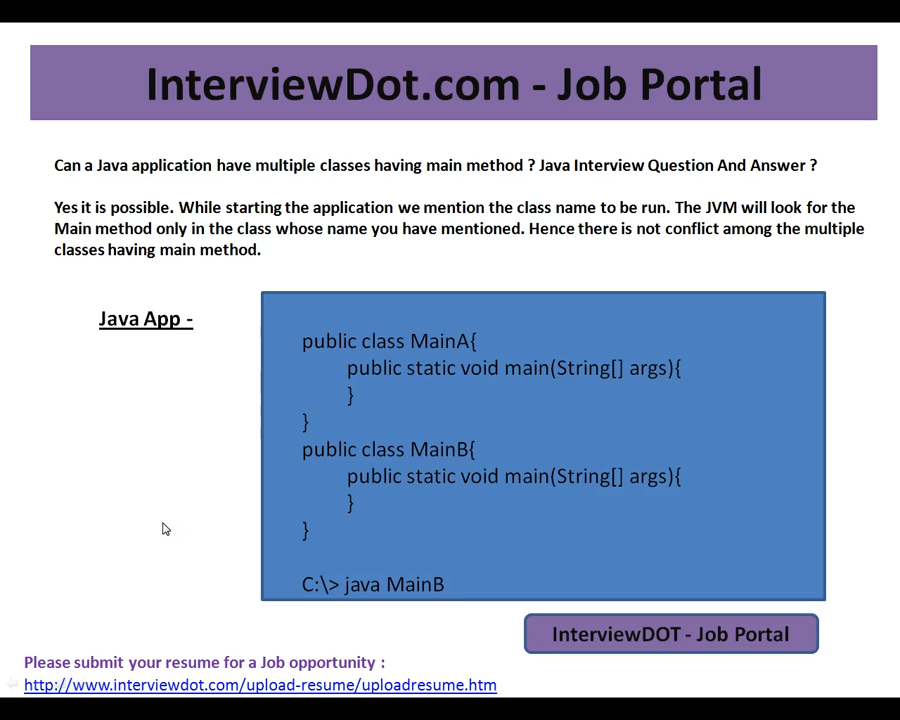 InterviewDot.com - Job Portal
Can a Java application have multiple classes having main method ? Java Interview Question And Answer ?
Yes it is possible. While starting the application we mention the class name to be run. The JVM will look for the
Main method only in the class whose name you have mentioned. Hence there is not conflict among the multiple
classes having main method.
Java App -
public class MainA{
public static void main(String[] args){
}
}
public class MainB{
public static void main(String[] args){
}
}
C:\> java MainB
InterviewDOT - Job Portal
Please submit your resume for a Job opportunity :
http://www.interviewdot.com/upload-resume/uploadresume.htm